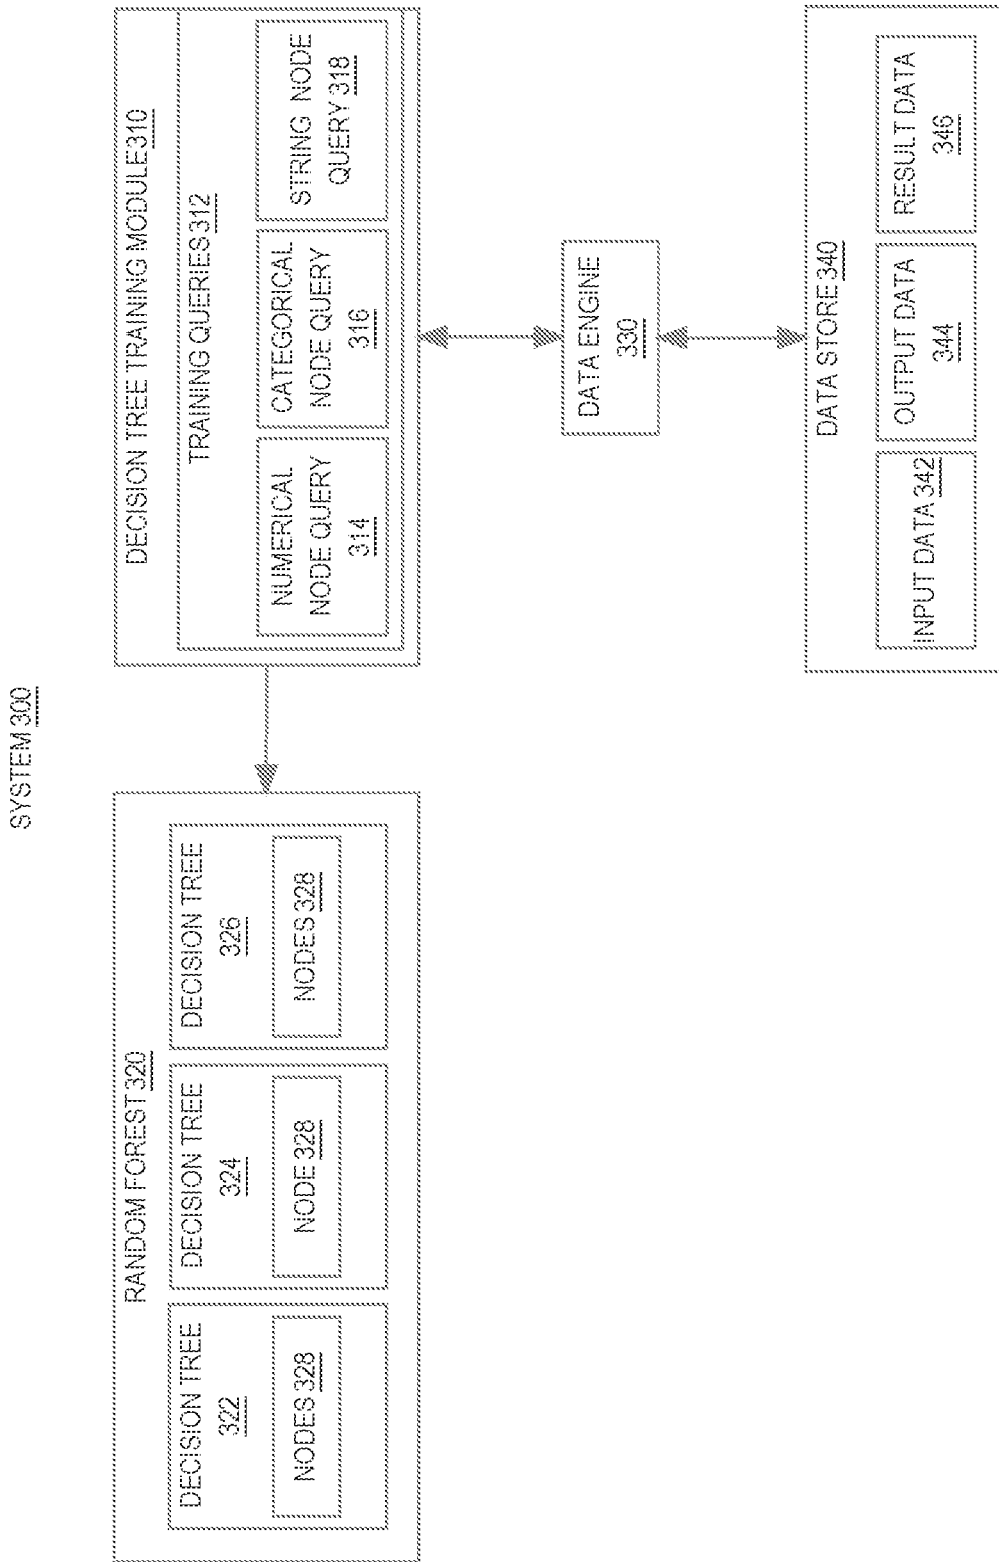 SYSTEM 300
RANDOM FOREST 320
DECISION TREE
322
NODES 328
DECISION TREE
324
NODE 328
DECISION TREE
326
NODES 328
DECISION TREE TRAINING MODULE 310
TRAINING QUERIES 312
NUMERICAL
NODE QUERY
314
CATEGORICAL
NODE QUERY
316
STRING NODE
QUERY 318
DATA ENGINE
330
DATA STORE 340
INPUT DATA 342
OUTPUT DATA
344
RESULT DATA
346